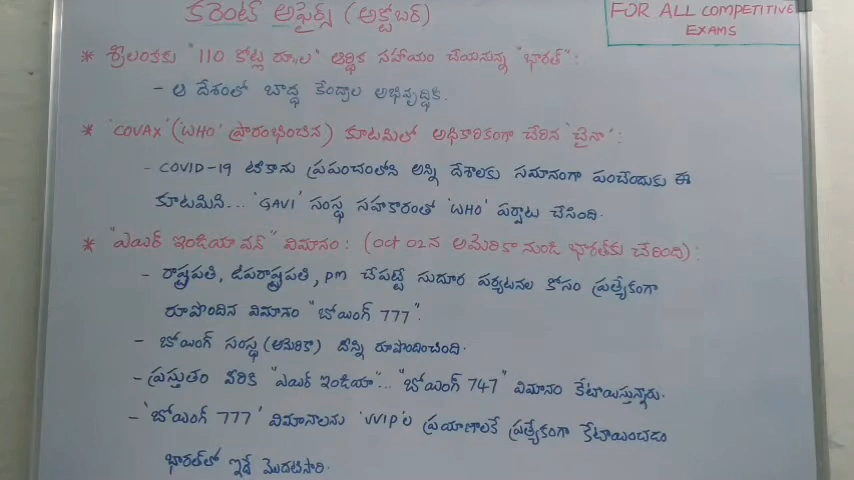 కరెంట్ అఫైర్స్ (అక్టోబర్)
FOR ALL COMPETITIVE
EXAMS
* శ్రీలంకకు "110 కోట్ల రూ॥ల" ఆర్థిక సహాయం చేయనున్న "భారత్":
- ఆ దేశంలో బౌద్ధ కేంద్రాల అభివృద్ధికి.
* 'COVAX' ('WHO' ప్రారంభించిన) కూటమిలో అధికారికంగా చేరిన 'చైనా':
- COVID-19 టీకాను ప్రపంచంలోని అన్ని దేశాలకు సమానంగా పంచేందుకు ఈ
కూటమిని... 'GAVI' సంస్థ సహకారంతో 'WHO' ఏర్పాటు చేసింది.
* "ఎయిర్ ఇండియా వన్" విమానం: (Oct 02న అమెరికా నుండి భారత్‌కు చేరింది):
- రాష్ట్రపతి, ఉపరాష్ట్రపతి, PM చేపట్టే సుదూర పర్యటనల కోసం ప్రత్యేకంగా
రూపొందిన విమానం "బోయింగ్ 777".
- బోయింగ్ సంస్థ (అమెరికా) దీన్ని రూపొందించింది.
- ప్రస్తుతం వీరికి "ఎయిర్ ఇండియా"... "బోయింగ్ 747" విమానం కేటాయిస్తున్నారు.
- 'బోయింగ్ 777' విమానాలను 'VVIP'ల ప్రయాణాలకే ప్రత్యేకంగా కేటాయించడం
భారత్‌లో ఇదే మొదటిసారి.